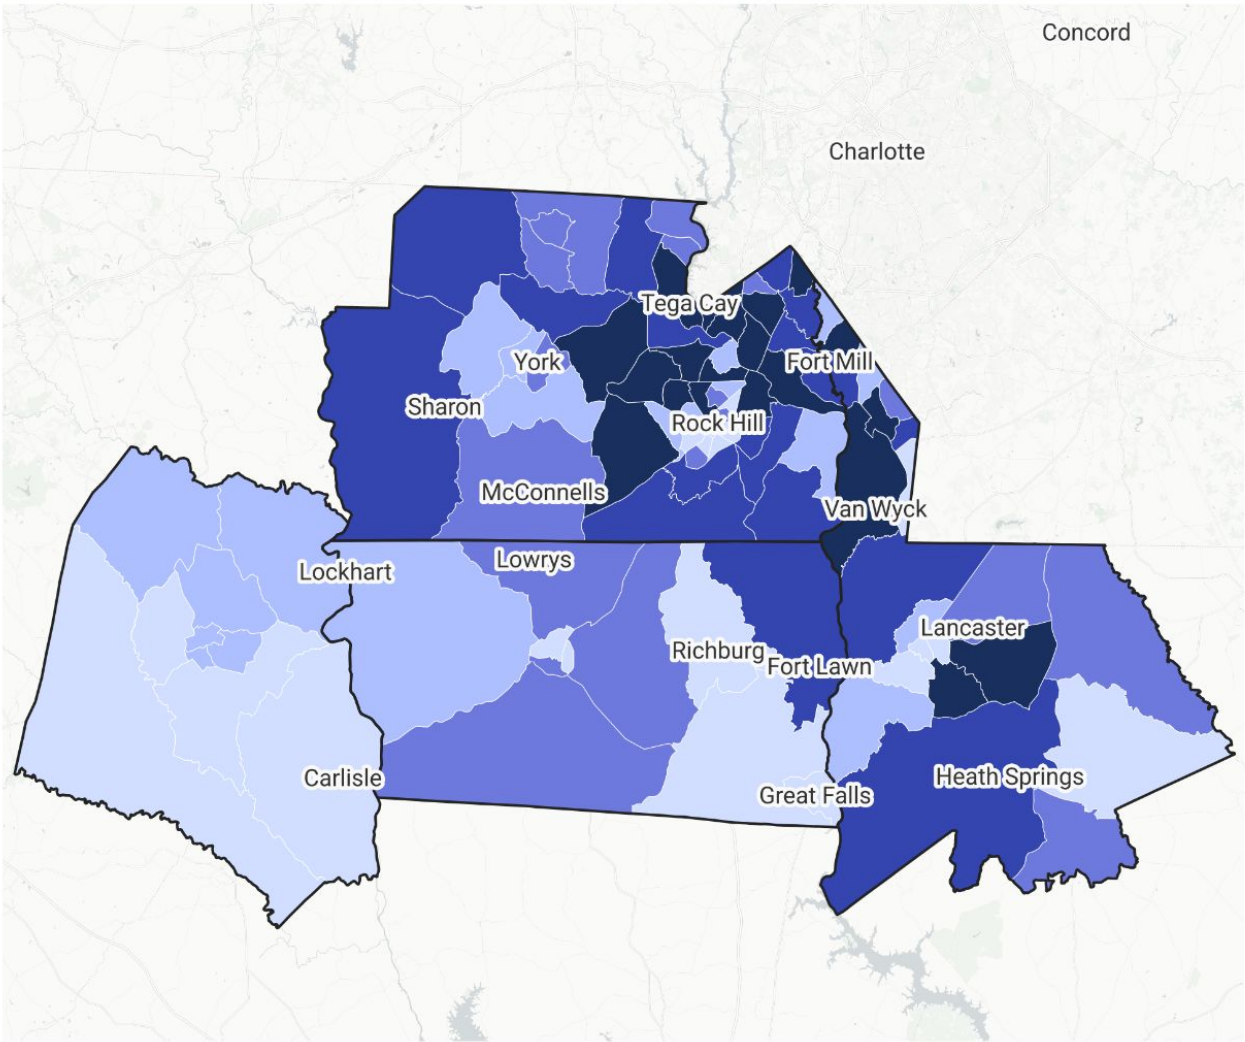 Concord
Charlotte
Tega Cay
York
Fort Mill
Sharon
Rock Hill
McConnells
Van Wyck
Lowrys
Lockhart
Lancaster
Richburg
Fort Lawn
Carlisle
Heath Springs
Great Falls